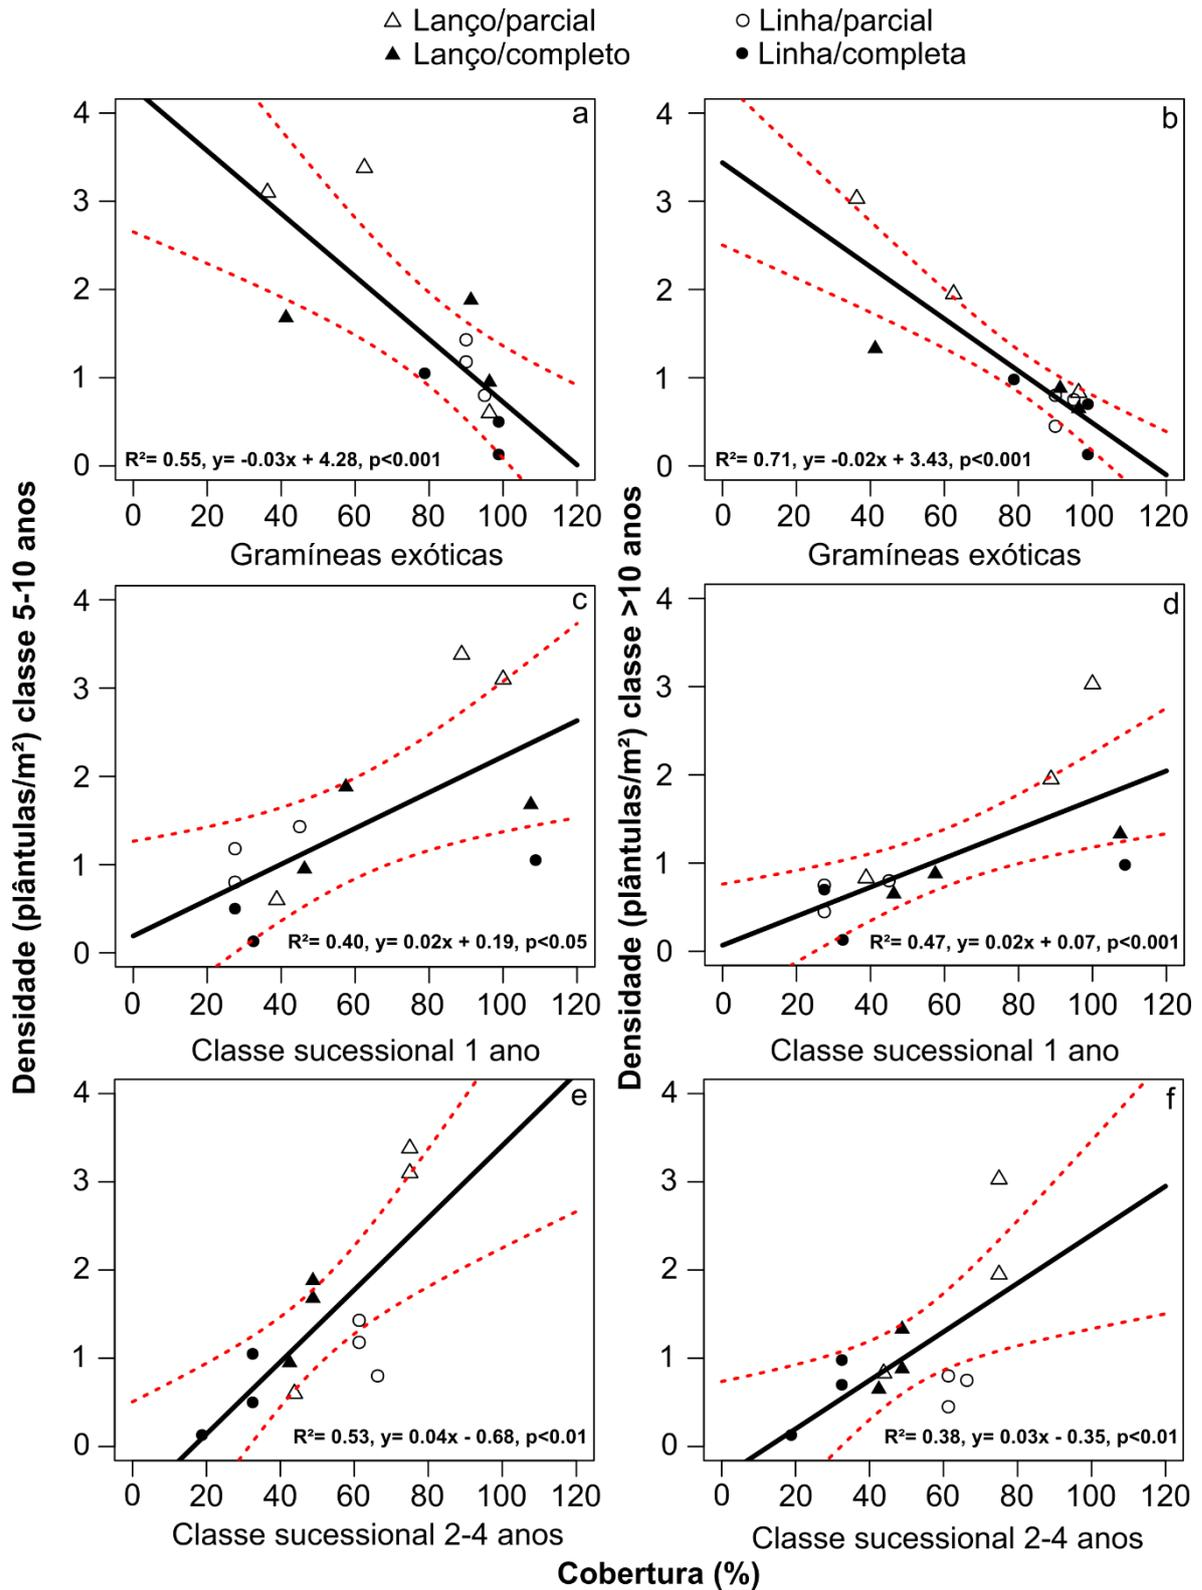 Lanço/parcial
Linha/parcial
Lanço/completo
Linha/completa
a
4
3
2
1
0
R²= 0.55, y= -0.03x + 4.28, p<0.001
0 20 40 60 80 100 120
Gramíneas exóticas
b
4
3
2
1
0
R²= 0.71, y= -0.02x + 3.43, p<0.001
0 20 40 60 80 100 120
Gramíneas exóticas
Densidade (plântulas/m²) classe 5-10 anos
Densidade (plântulas/m²) classe >10 anos
c
4
3
2
1
0
R²= 0.40, y= 0.02x + 0.19, p<0.05
0 20 40 60 80 100 120
Classe sucessional 1 ano
d
4
3
2
1
0
R²= 0.47, y= 0.02x + 0.07, p<0.001
0 20 40 60 80 100 120
Classe sucessional 1 ano
e
4
3
2
1
0
R²= 0.53, y= 0.04x - 0.68, p<0.01
0 20 40 60 80 100 120
Classe sucessional 2-4 anos
f
4
3
2
1
0
R²= 0.38, y= 0.03x - 0.35, p<0.01
0 20 40 60 80 100 120
Classe sucessional 2-4 anos
Cobertura (%)